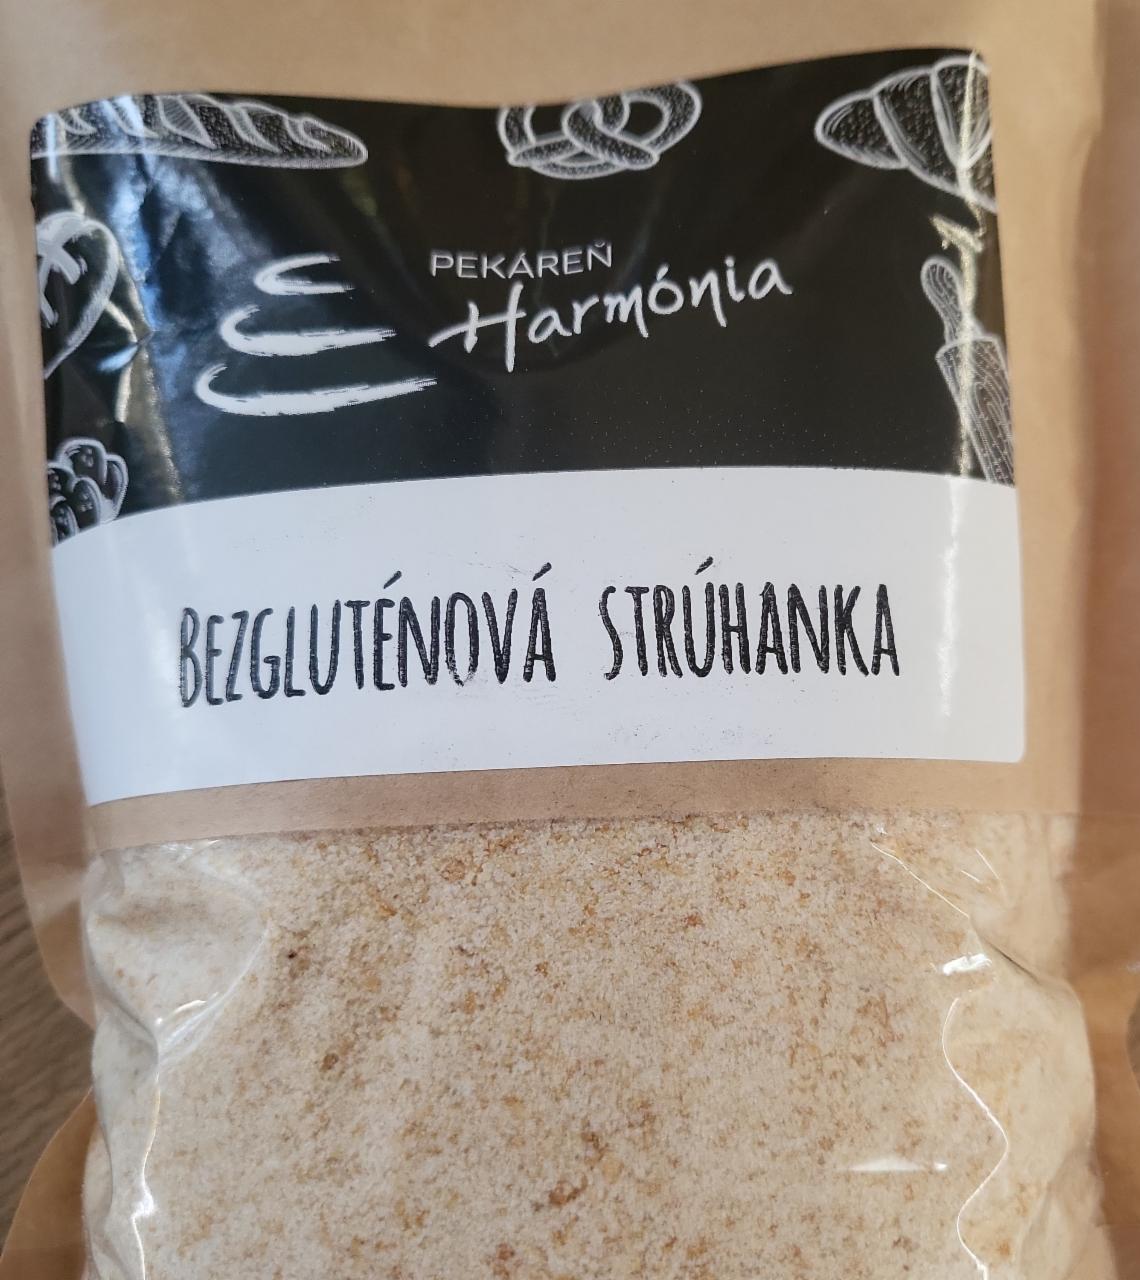 PEKÁREŇ
Harmónia
BEZGLUTÉNOVÁ STRÚHANKA